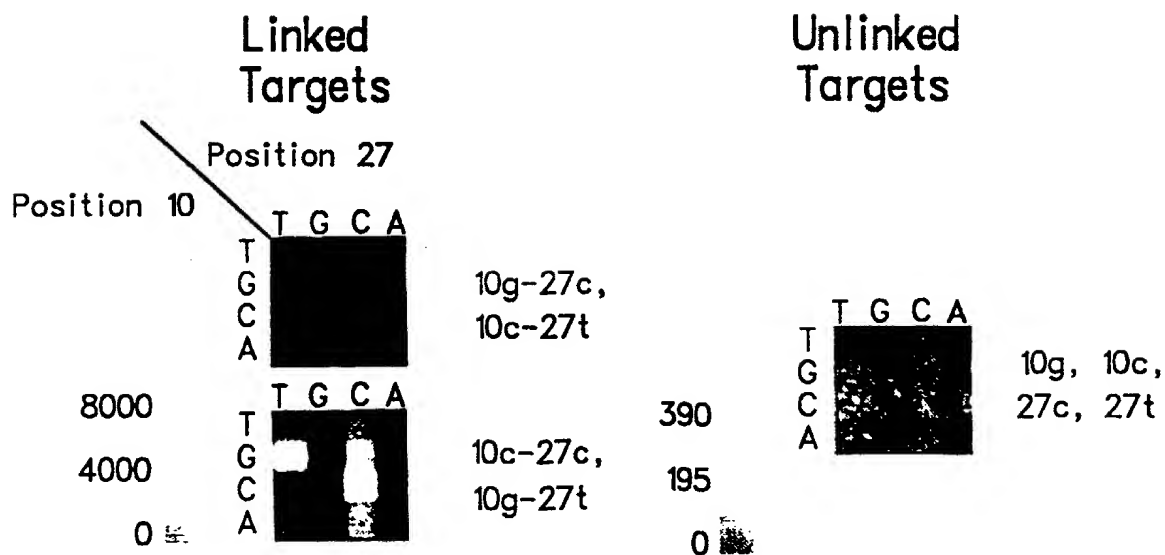 Linked
Targets
Unlinked
Targets
Position 27
Position 10
T G C A
T
G
C
A
10g-27c,
10c-27t
T G C A
T
G
C
A
8000
4000
0
10c-27c,
10g-27t
T G C A
T
G
C
A
10g, 10c,
27c, 27t
390
195
0